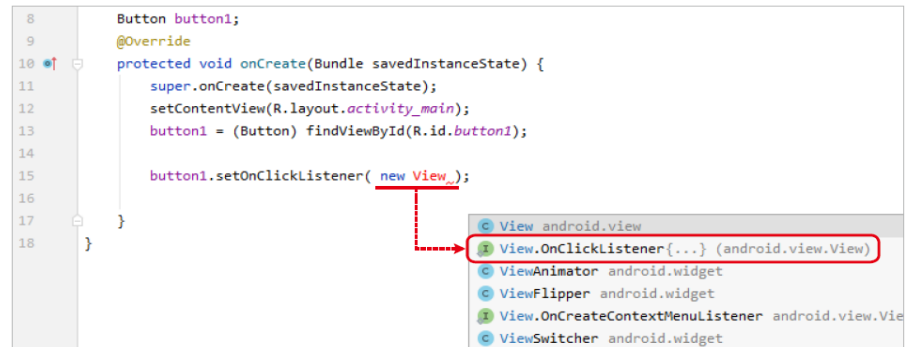 8 Button button1;
9 @Override
10 protected void onCreate(Bundle savedInstanceState) {
11 super.onCreate(savedInstanceState);
12 setContentView(R.layout.activity_main);
13 button1 = (Button) findViewById(R.id.button1);
14
15 button1.setOnClickListener( new View );
16
17 }
18 }
C View android.view
I View.OnClickListener{...} (android.view.View)
C ViewAnimator android.widget
C ViewFlipper android.widget
I View.OnCreateContextMenuListener android.view.Vie
C ViewSwitcher android.widget